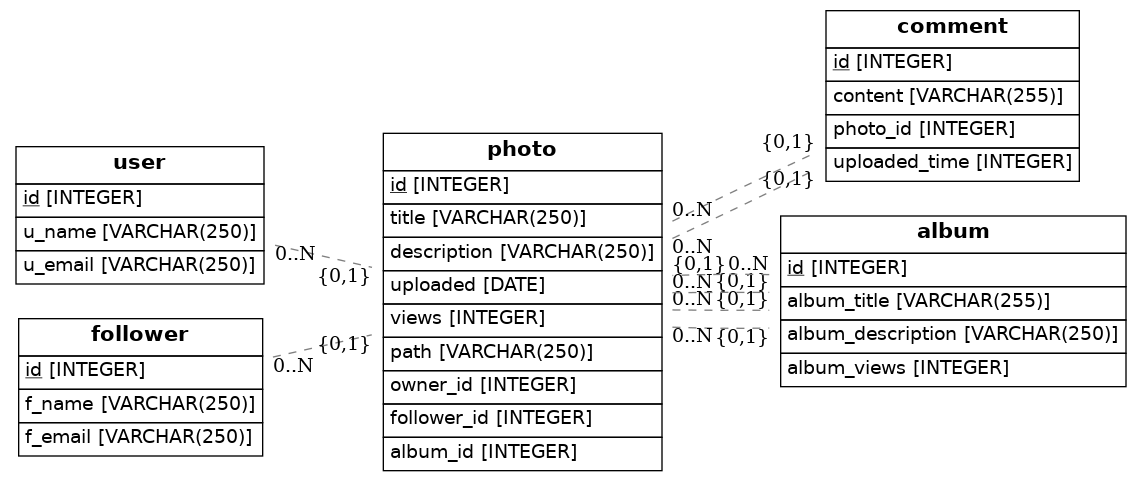 user
id [INTEGER]
u_name [VARCHAR(250)]
u_email [VARCHAR(250)]
follower
id [INTEGER]
f_name [VARCHAR(250)]
f_email [VARCHAR(250)]
0..N
{0,1}
{0,1}
0..N
photo
id [INTEGER]
title [VARCHAR(250)]
description [VARCHAR(250)]
uploaded [DATE]
views [INTEGER]
path [VARCHAR(250)]
owner_id [INTEGER]
follower_id [INTEGER]
album_id [INTEGER]
{0,1}
{0,1}
0..N
0..N
{0,1} 0..N
0..N {0,1}
0..N {0,1}
0..N {0,1}
comment
id [INTEGER]
content [VARCHAR(255)]
photo_id [INTEGER]
uploaded_time [INTEGER]
album
id [INTEGER]
album_title [VARCHAR(255)]
album_description [VARCHAR(250)]
album_views [INTEGER]